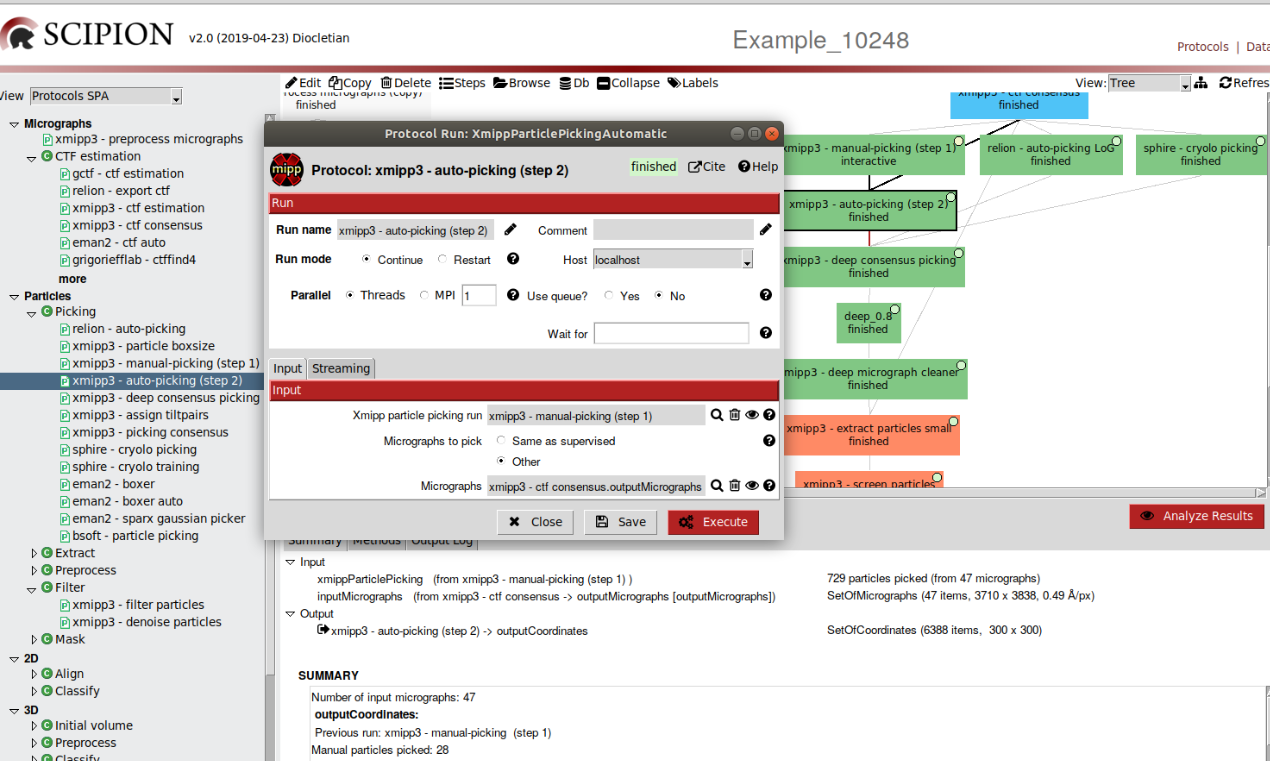 SCIPION v2.0 (2019-04-23) Diocletian
Example_10248
Protocols | Data
View Protocols SPA
Edit Copy Delete Steps Browse Db Collapse Labels
View: Tree Refres
Micrographs
xmipp3 - preprocess micrographs
CTF estimation
gctf - ctf estimation
relion - export ctf
xmipp3 - ctf estimation
xmipp3 - ctf consensus
eman2 - ctf auto
grigoriefflab - ctffind4
more
Particles
Picking
relion - auto-picking
xmipp3 - particle boxsize
xmipp3 - manual-picking (step 1)
xmipp3 - auto-picking (step 2)
xmipp3 - deep consensus picking
xmipp3 - assign tiltpairs
xmipp3 - picking consensus
sphire - cryolo picking
sphire - cryolo training
eman2 - boxer
eman2 - boxer auto
eman2 - sparx gaussian picker
bsoft - particle picking
Extract
Preprocess
Filter
xmipp3 - filter particles
xmipp3 - denoise particles
Mask
2D
Align
Classify
3D
Initial volume
Preprocess
Classify
rocess micrographs (copy)
finished
xmipp3 - ctf consensus
finished
xmipp3 - manual-picking (step 1)
interactive
relion - auto-picking LoG
finished
sphire - cryolo picking
finished
xmipp3 - auto-picking (step 2)
finished
xmipp3 - deep consensus picking
finished
deep_0.8
finished
mipp3 - deep micrograph cleaner
finished
xmipp3 - extract particles small
finished
xmipp3 - screen particles
Protocol Run: XmippParticlePickingAutomatic
mipp Protocol: xmipp3 - auto-picking (step 2) finished Cite Help
Run
Run name xmipp3 - auto-picking (step 2) Comment
Run mode Continue Restart Host localhost
Parallel Threads MPI 1 Use queue? Yes No
Wait for
Input Streaming
Input
Xmipp particle picking run xmipp3 - manual-picking (step 1)
Micrographs to pick Same as supervised
Other
Micrographs xmipp3 - ctf consensus.outputMicrographs
Close Save Execute
Analyze Results
Summary Methods Output Log
Input
xmippParticlePicking (from xmipp3 - manual-picking (step 1) ) 729 particles picked (from 47 micrographs)
inputMicrographs (from xmipp3 - ctf consensus -> outputMicrographs [outputMicrographs]) SetOfMicrographs (47 items, 3710 x 3838, 0.49 Å/px)
Output
xmipp3 - auto-picking (step 2) -> outputCoordinates SetOfCoordinates (6388 items, 300 x 300)
SUMMARY
Number of input micrographs: 47
outputCoordinates:
Previous run: xmipp3 - manual-picking (step 1)
Manual particles picked: 28